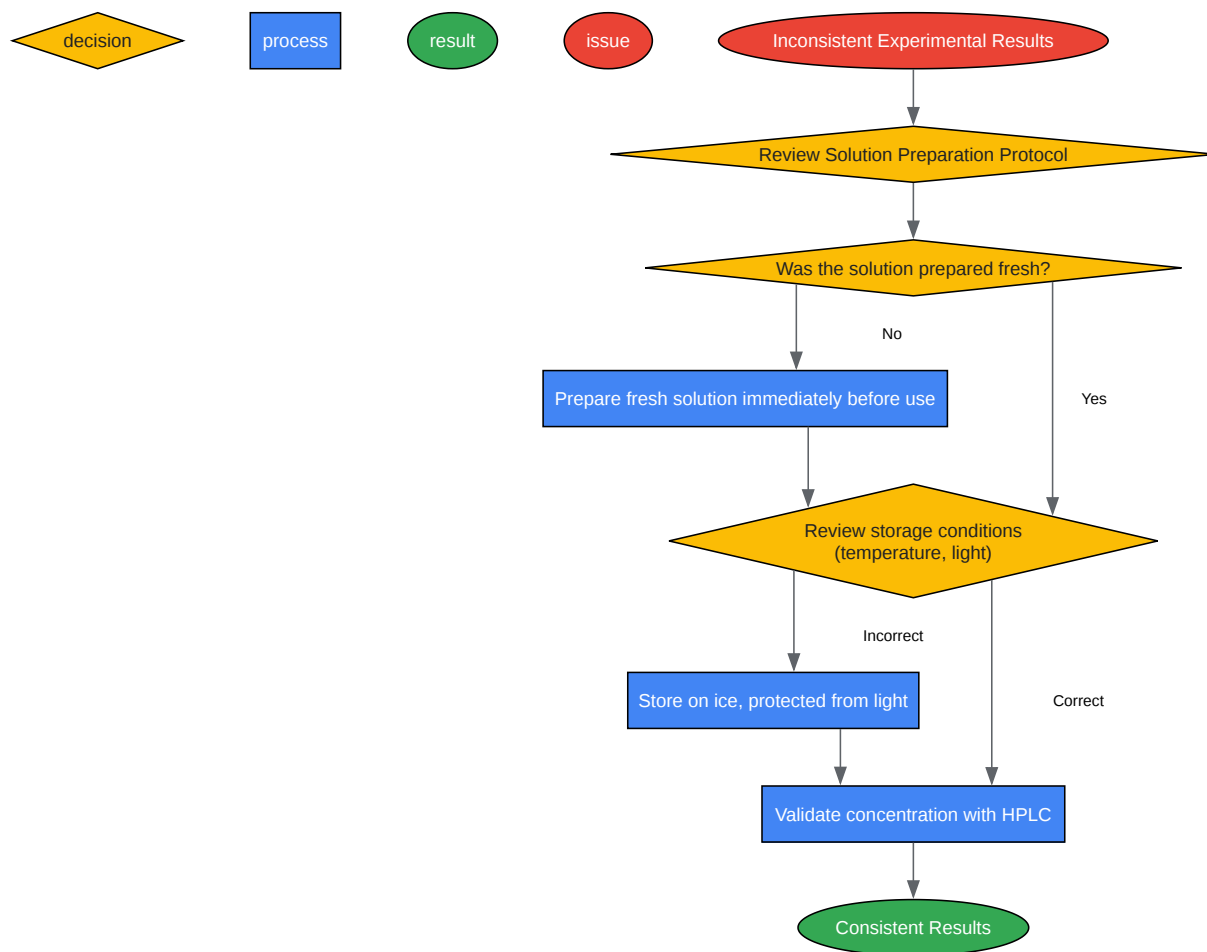 decision
process
result
issue
Inconsistent Experimental Results
Review Solution Preparation Protocol
Was the solution prepared fresh?
No
Prepare fresh solution immediately before use
Yes
Review storage conditions
(temperature, light)
Incorrect
Store on ice, protected from light
Correct
Validate concentration with HPLC
Consistent Results